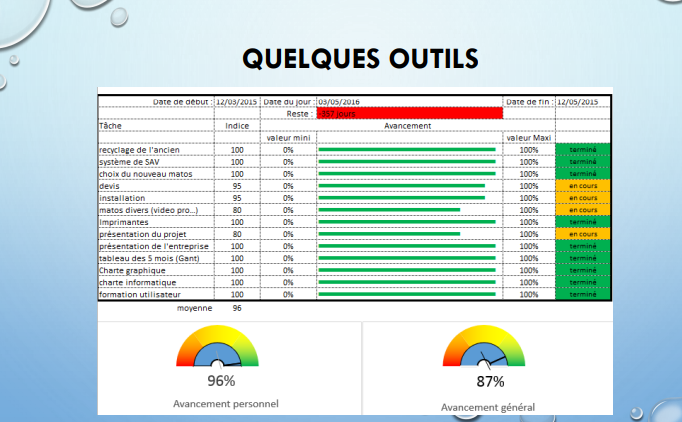 QUELQUES OUTILS
Date de début : 12/03/2015 Date du jour : 03/05/2016 Date de fin : 12/05/2015
Reste : -357 jours
Tâche Indice Avancement
valeur mini valeur Maxi
recyclage de l'ancien 100 0% 100% terminé
système de SAV 100 0% 100% terminé
choix du nouveau matos 100 0% 100% terminé
devis 95 0% 100% en cours
installation 95 0% 100% en cours
matos divers (video pro...) 80 0% 100% en cours
Imprimantes 100 0% 100% terminé
présentation du projet 80 0% 100% en cours
présentation de l'entreprise 100 0% 100% terminé
tableau des 5 mois (Gant) 100 0% 100% terminé
Charte graphique 100 0% 100% terminé
charte informatique 100 0% 100% terminé
formation utilisateur 100 0% 100% terminé
moyenne 96
96% 87%
Avancement personnel Avancement général